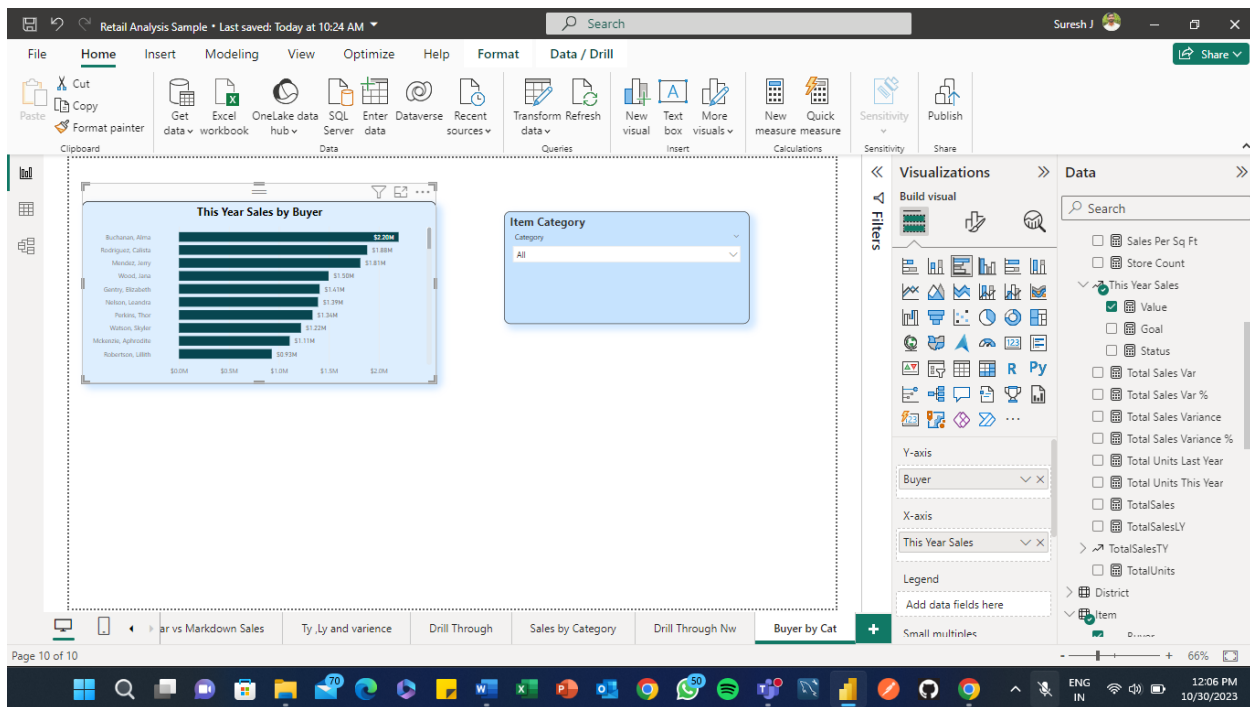 Retail Analysis Sample • Last saved: Today at 10:24 AM
Search
Suresh J
File Home Insert Modeling View Optimize Help Format Data / Drill
Share
Paste
Cut
Copy
Format painter
Clipboard
Get data
Excel workbook
OneLake data hub
SQL Server
Enter data
Dataverse
Recent sources
Data
Transform data
Refresh
Queries
New visual
Text box
More visuals
Insert
New measure
Quick measure
Calculations
Sensitivity
Sensitivity
Publish
Share
This Year Sales by Buyer
Buchanan, Alma $2.20M
Rodriguez, Calista $1.88M
Mendez, Jerry $1.81M
Wood, Jana $1.50M
Gentry, Elizabeth $1.41M
Nelson, Leandra $1.39M
Perkins, Thor $1.34M
Watson, Skyler $1.22M
Mckenzie, Aphrodite $1.11M
Robertson, Lillith $0.93M
$0.0M $0.5M $1.0M $1.5M $2.0M
Item Category
Category
All
Filters
Visualizations
Build visual
123
R Py
123
Y-axis
Buyer
X-axis
This Year Sales
Legend
Add data fields here
Small multiples
Data
Search
Sales Per Sq Ft
Store Count
This Year Sales
Value
Goal
Status
Total Sales Var
Total Sales Var %
Total Sales Variance
Total Sales Variance %
Total Units Last Year
Total Units This Year
TotalSales
TotalSalesLY
TotalSalesTY
TotalUnits
District
Item
Buyer
ar vs Markdown Sales
Ty ,Ly and varience
Drill Through
Sales by Category
Drill Through Nw
Buyer by Cat
+
Page 10 of 10
- + 66%
70
50
ENG
IN
12:06 PM
10/30/2023